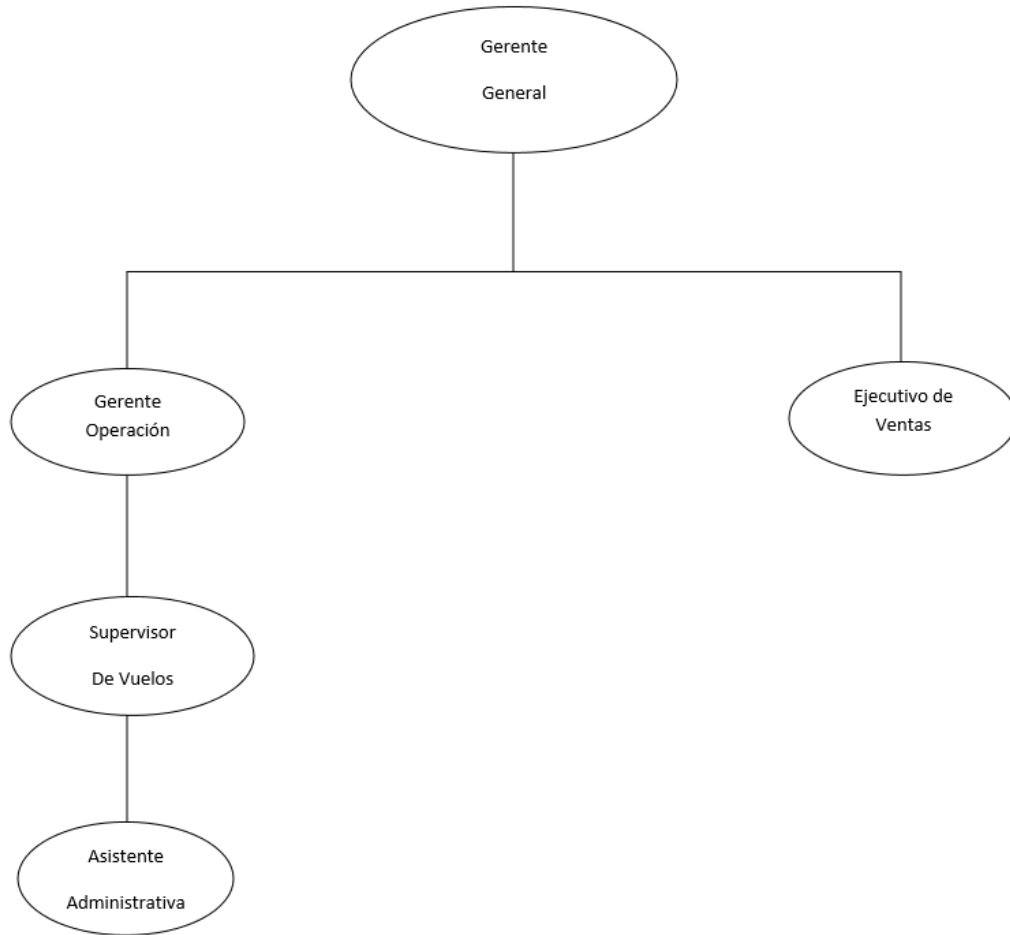 Gerente
General
Gerente
Operación
Ejecutivo de
Ventas
Supervisor
De Vuelos
Asistente
Administrativa